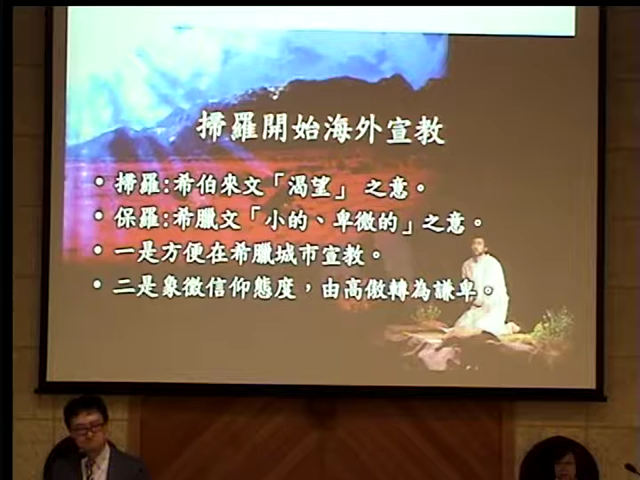 掃羅開始海外宣教
• 掃羅:希伯來文「渴望」之意。
• 保羅:希臘文「小的、卑微的」之意。
• 一是方便在希臘城市宣教。
• 二是象徵信仰態度，由高傲轉為謙卑。